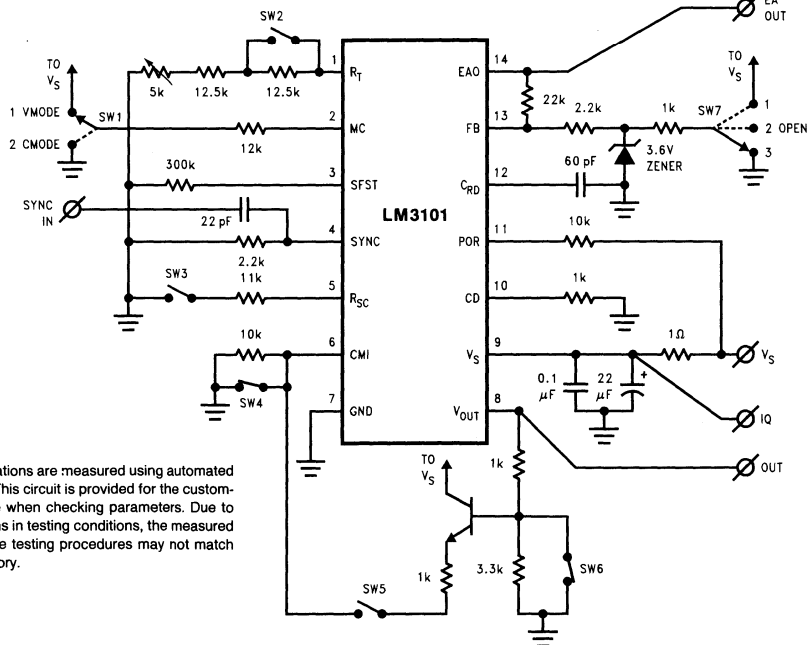 EA
OUT
SW2
TO
VS
5k
12.5k
12.5k
1
RT
EAO
14
22k
TO
VS
1 VMODE
SW1
2 CMODE
12k
2
MC
FB
13
2.2k
1k
SW7
1
2 OPEN
3
3.6V
ZENER
300k
3
SFST
CRD
12
60 pF
LM3101
SYNC
IN
22 pF
2.2k
4
SYNC
POR
11
10k
SW3
11k
5
RSC
CD
10
1k
10k
6
CMI
VS
9
1Ω
VS
SW4
0.1
μF
22
μF
+
IQ
7
GND
VOUT
8
OUT
1k
TO
VS
ations are measured using automated
This circuit is provided for the custom-
when checking parameters. Due to
ns in testing conditions, the measured
e testing procedures may not match
ory.
1k
3.3k
SW6
SW5